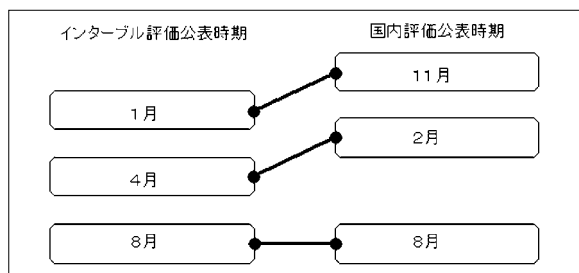 インターブル評価公表時期
国内評価公表時期
11月
1月
2月
4月
8月
8月